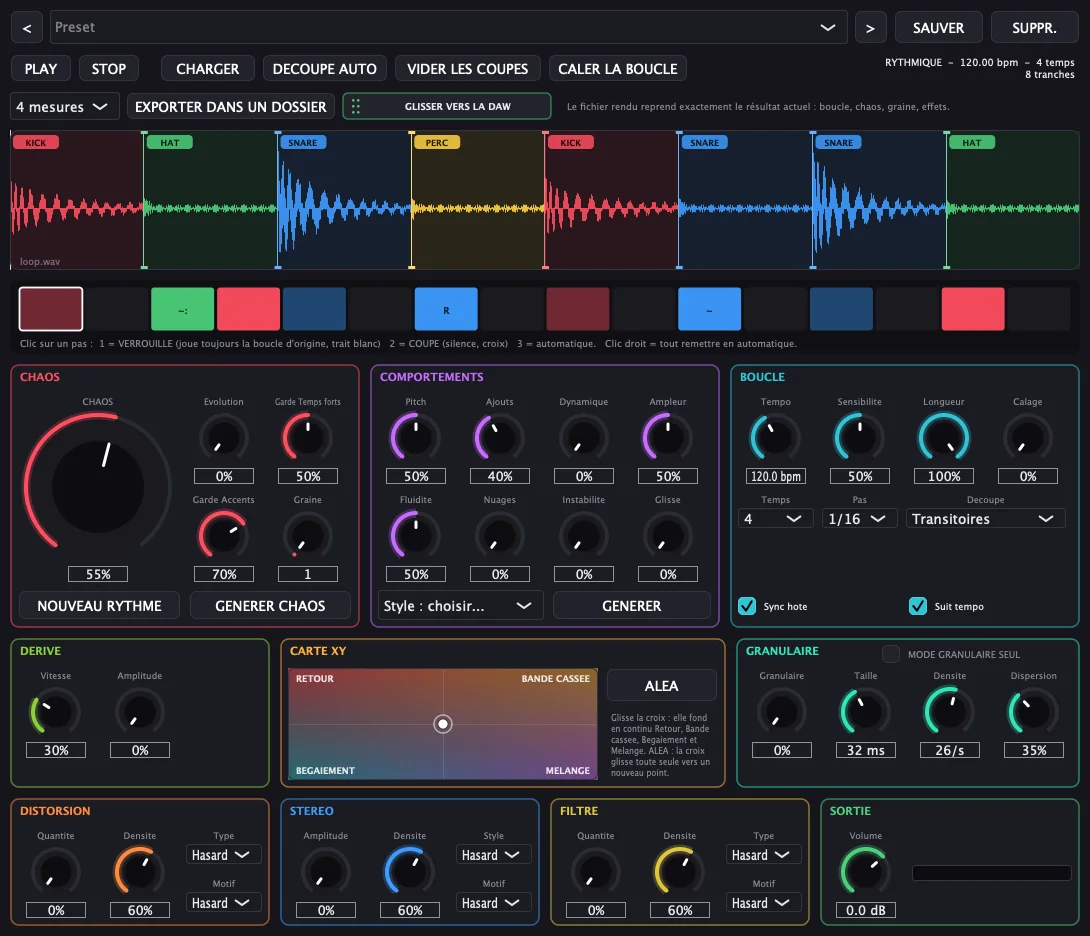 <
Preset
>
SAUVER
SUPPR.
PLAY
STOP
CHARGER
DECOUPE AUTO
VIDER LES COUPES
CALER LA BOUCLE
RYTHMIQUE – 120.00 bpm – 4 temps
8 tranches
4 mesures
EXPORTER DANS UN DOSSIER
GLISSER VERS LA DAW
Le fichier rendu reprend exactement le résultat actuel : boucle, chaos, graine, effets.
KICK
HAT
SNARE
PERC
KICK
SNARE
SNARE
HAT
loop.wav
~:
R
~
Clic sur un pas : 1 = VERROUILLE (joue toujours la boucle d'origine, trait blanc) 2 = COUPE (silence, croix) 3 = automatique. Clic droit = tout remettre en automatique.
CHAOS
CHAOS
55%
Evolution
0%
Garde Temps forts
50%
Garde Accents
70%
Graine
1
NOUVEAU RYTHME
GENERER CHAOS
COMPORTEMENTS
Pitch
Ajouts
Dynamique
Ampleur
50%
40%
0%
50%
Fluidite
Nuages
Instabilite
Glisse
50%
0%
0%
0%
Style : choisir...
GENERER
BOUCLE
Tempo
Sensibilite
Longueur
Calage
120.0 bpm
50%
100%
0%
Temps
Pas
Decoupe
4
1/16
Transitoires
Sync hote
Suit tempo
DERIVE
Vitesse
Amplitude
30%
0%
CARTE XY
RETOUR
BANDE CASSEE
BEGAIEMENT
MELANGE
ALEA
Glisse la croix : elle fond
en continu Retour, Bande
cassee, Begaiement et
Melange. ALEA : la croix
glisse toute seule vers un
nouveau point.
GRANULAIRE
MODE GRANULAIRE SEUL
Granulaire
Taille
Densite
Dispersion
0%
32 ms
26/s
35%
DISTORSION
Quantite
Densite
Type
Hasard
Motif
Hasard
0%
60%
STEREO
Amplitude
Densite
Style
Hasard
Motif
Hasard
0%
60%
FILTRE
Quantite
Densite
Type
Hasard
Motif
Hasard
0%
60%
SORTIE
Volume
0.0 dB